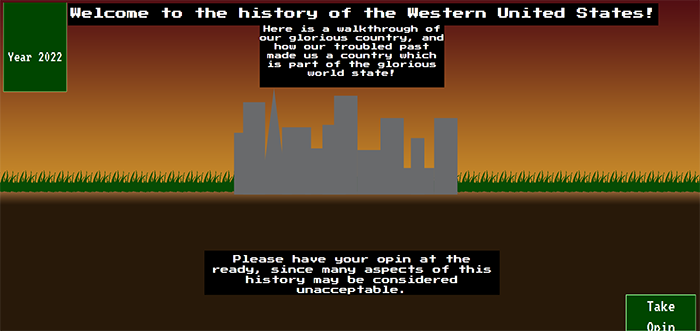 Welcome to the history of the Western United States!
Year 2022
Here is a walkthrough of
our glorious country, and
how our troubled past
made us a country which
is part of the glorious
world state!
Please have your opin at the
ready, since many aspects of this
history may be considered
unacceptable.
Take
Opin